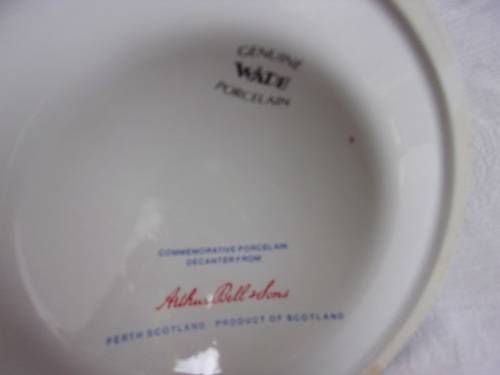 GENUINE
WADE
PORCELAIN
COMMEMORATIVE PORCELAIN
DECANTER FROM
Arthur Bell & Sons
PERTH SCOTLAND · PRODUCT OF SCOTLAND